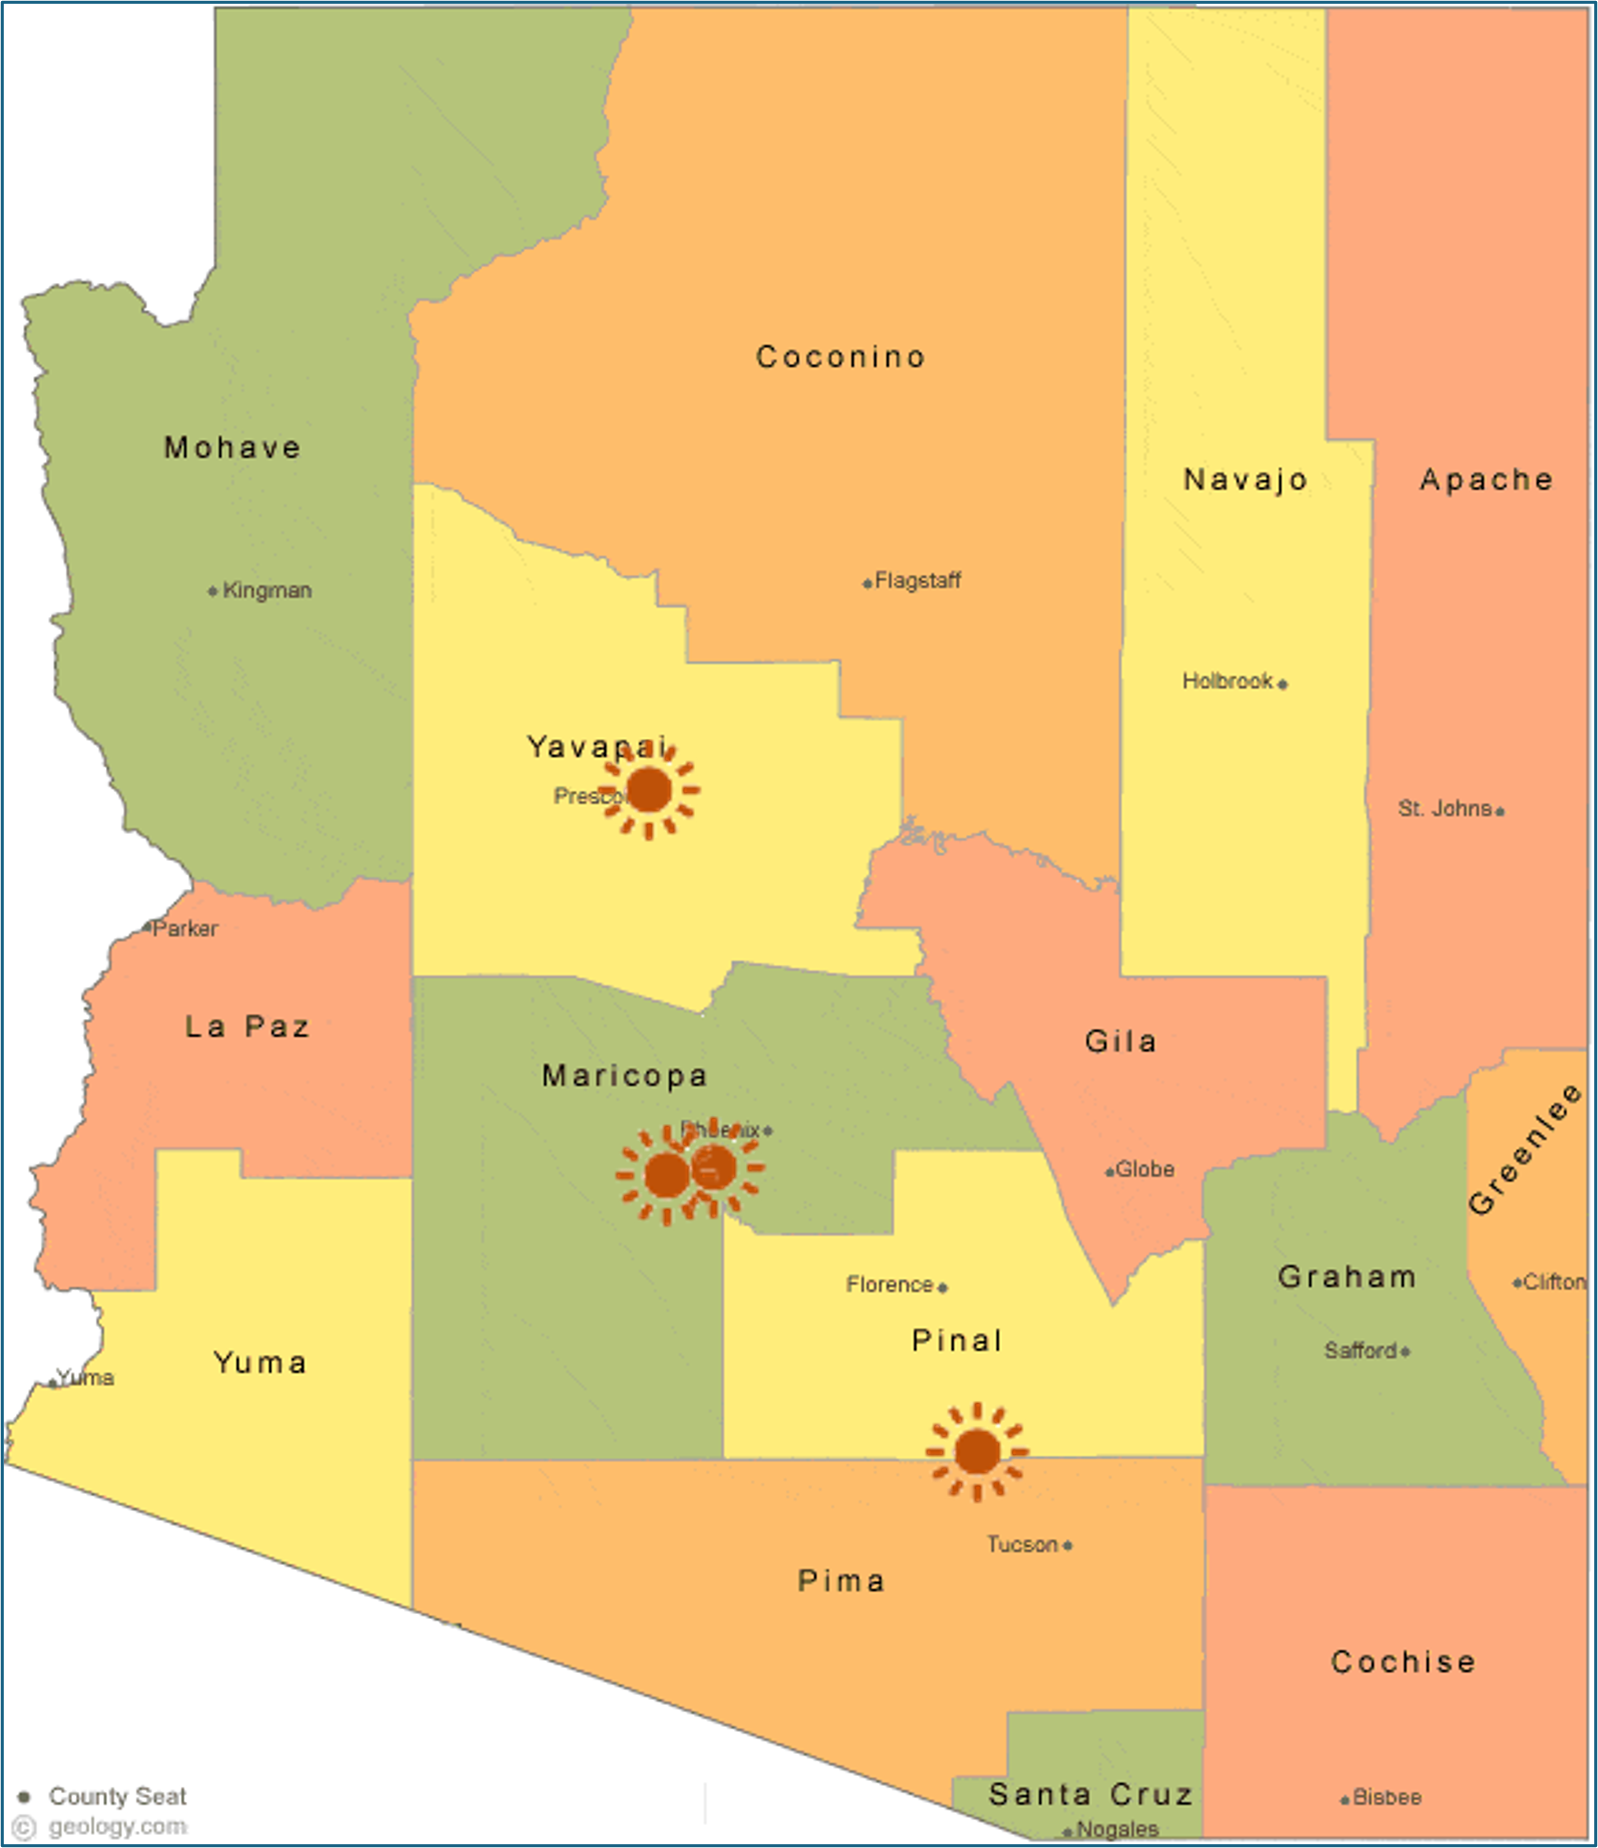 Coconino
Mohave
Navajo
Apache
Flagstaff
Kingman
Holbrook
Yavapai
St. Johns
Parker
La Paz
Gila
Maricopa
Greenlee
Phoenix
Globe
Graham
Clifton
Florence
Pinal
Safford
Yuma
Yuma
Tucson
Pima
Cochise
Santa Cruz
County Seat
Bisbee
© geology.com
Nogales